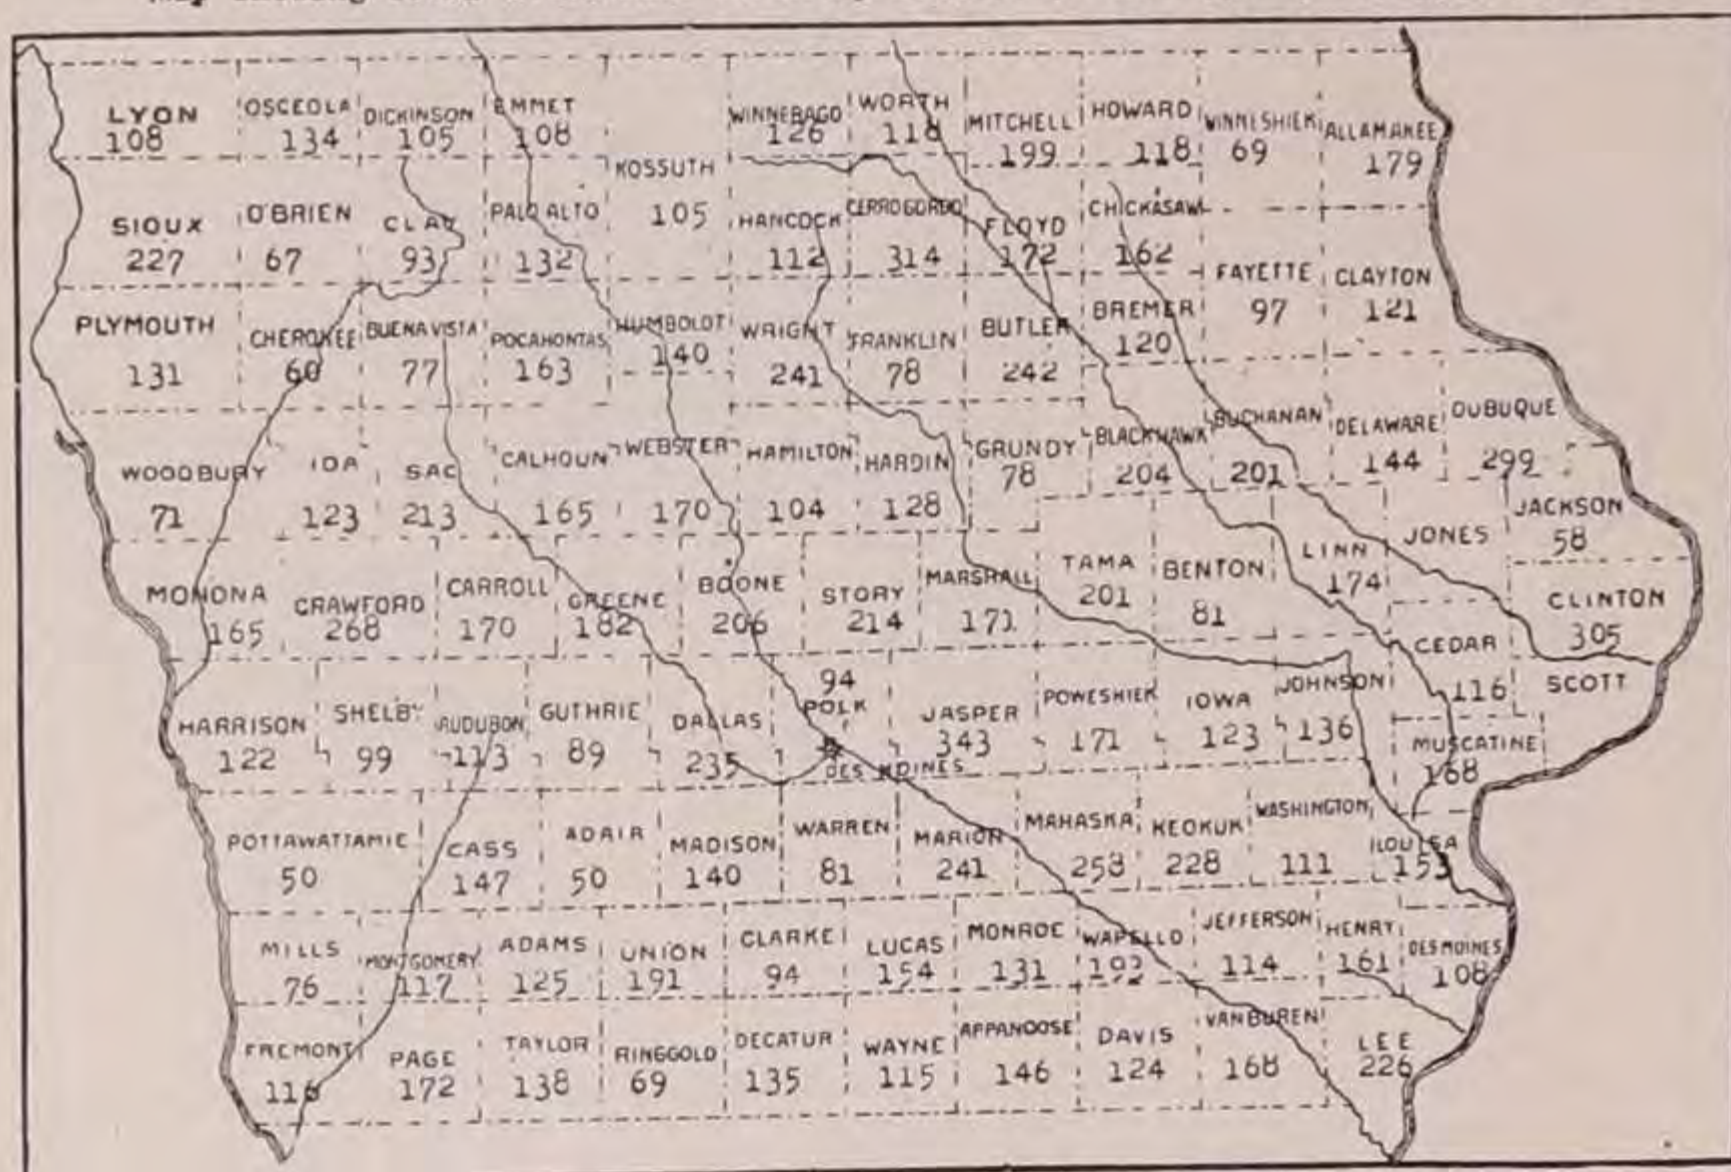 LYON
108
OSCEOLA
134
DICKINSON
105
EMMET
108
KOSSUTH
105
WINNEBAGO
126
WORTH
118
MITCHELL
199
HOWARD
118
WINNESHIEK
69
ALLAMAKEE
179
SIOUX
227
O'BRIEN
67
CLAY
93
PALO ALTO
132
HANCOCK
112
CERRO GORDO
314
FLOYD
172
CHICKASAW
162
FAYETTE
97
CLAYTON
121
PLYMOUTH
131
CHEROKEE
60
BUENA VISTA
77
POCAHONTAS
163
HUMBOLDT
140
WRIGHT
241
FRANKLIN
78
BUTLER
242
BREMER
120
WOODBURY
71
IDA
123
SAC
213
CALHOUN
165
WEBSTER
170
HAMILTON
104
HARDIN
128
GRUNDY
78
BLACKHAWK
204
BUCHANAN
201
DELAWARE
144
DUBUQUE
299
MONONA
165
CRAWFORD
268
CARROLL
170
GREENE
182
BOONE
206
STORY
214
MARSHALL
171
TAMA
201
BENTON
81
LINN
174
JONES
JACKSON
58
CLINTON
305
CEDAR
116
SCOTT
HARRISON
122
SHELBY
99
AUDUBON
113
GUTHRIE
89
DALLAS
235
94
POLK
DES MOINES
JASPER
343
POWESHIEK
171
IOWA
123
JOHNSON
136
MUSCATINE
168
POTTAWATTAMIE
50
CASS
147
ADAIR
50
MADISON
140
WARREN
81
MARION
241
MAHASKA
258
KEOKUK
228
WASHINGTON
111
LOUISA
153
MILLS
76
MONTGOMERY
117
ADAMS
125
UNION
191
CLARKE
94
LUCAS
154
MONROE
131
WAPELLO
192
JEFFERSON
114
HENRY
161
DES MOINES
108
FREMONT
116
PAGE
172
TAYLOR
138
RINGGOLD
69
DECATUR
135
WAYNE
115
APPANOOSE
146
DAVIS
124
VAN BUREN
168
LEE
226